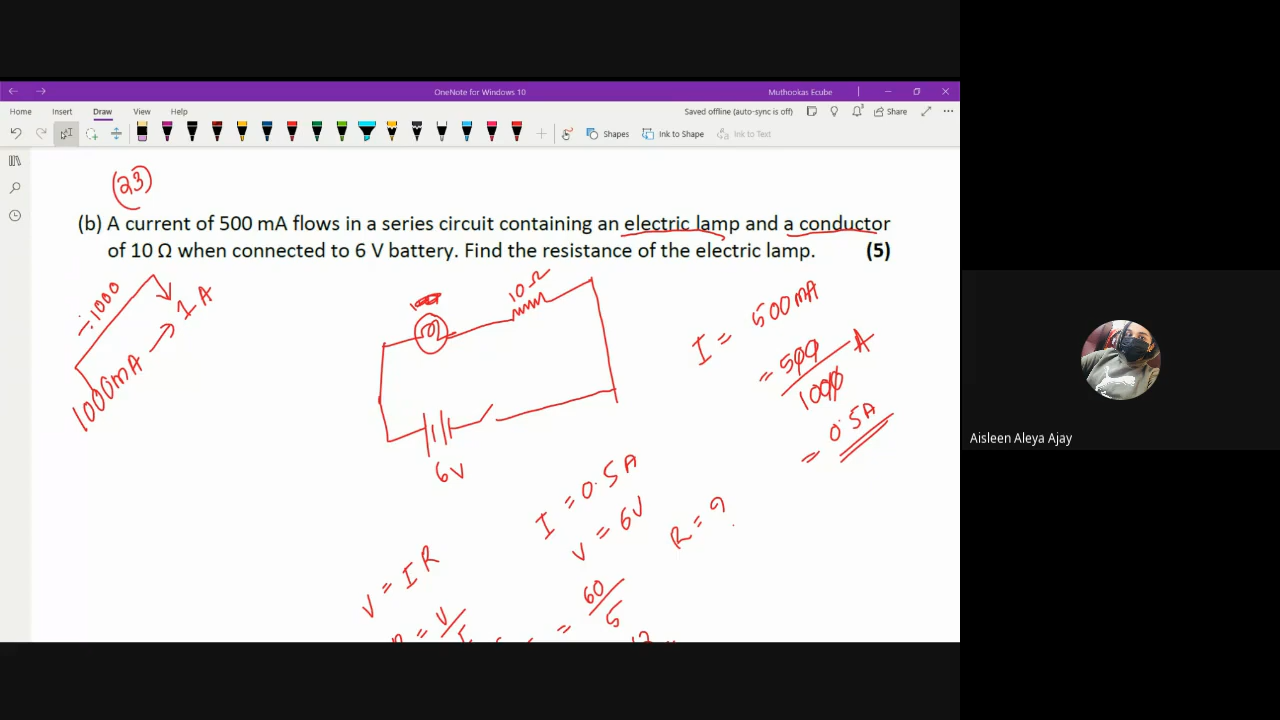 OneNote for Windows 10
Muthookas Ecube
Home Insert Draw View Help
Saved offline (auto-sync is off)
Share
Shapes
Ink to Shape
Ink to Text
(23)
(b) A current of 500 mA flows in a series circuit containing an electric lamp and a conductor
of 10 Ω when connected to 6 V battery. Find the resistance of the electric lamp. (5)
÷1000
1000mA → 1 A
10 Ω
6V
I = 500mA
= 500/1000 A
= 0.5A
I = 0.5A
V = 6V
R = ?
V = I R
= V/I
= 60/5
12
Aisleen Aleya Ajay